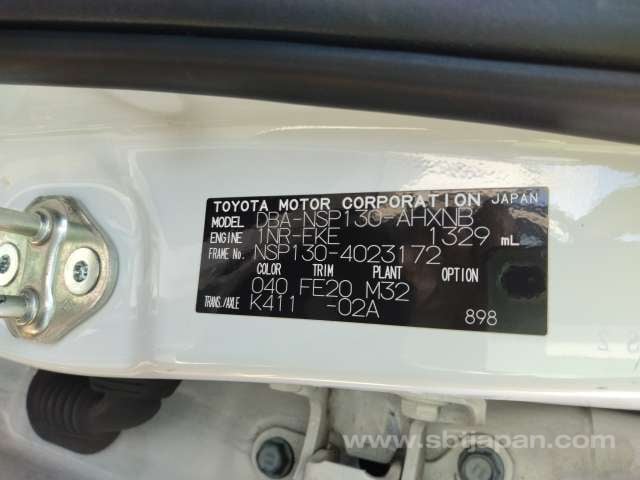 TOYOTA MOTOR CORPORATION JAPAN
MODEL DBA-NSP130-AHXNB
ENGINE 1NR-FKE 1329 mL
FRAME No. NSP130-4023172
COLOR TRIM PLANT OPTION
040 FE20 M32
TRANS./AXLE K411 -02A
898
www.sbtjapan.com